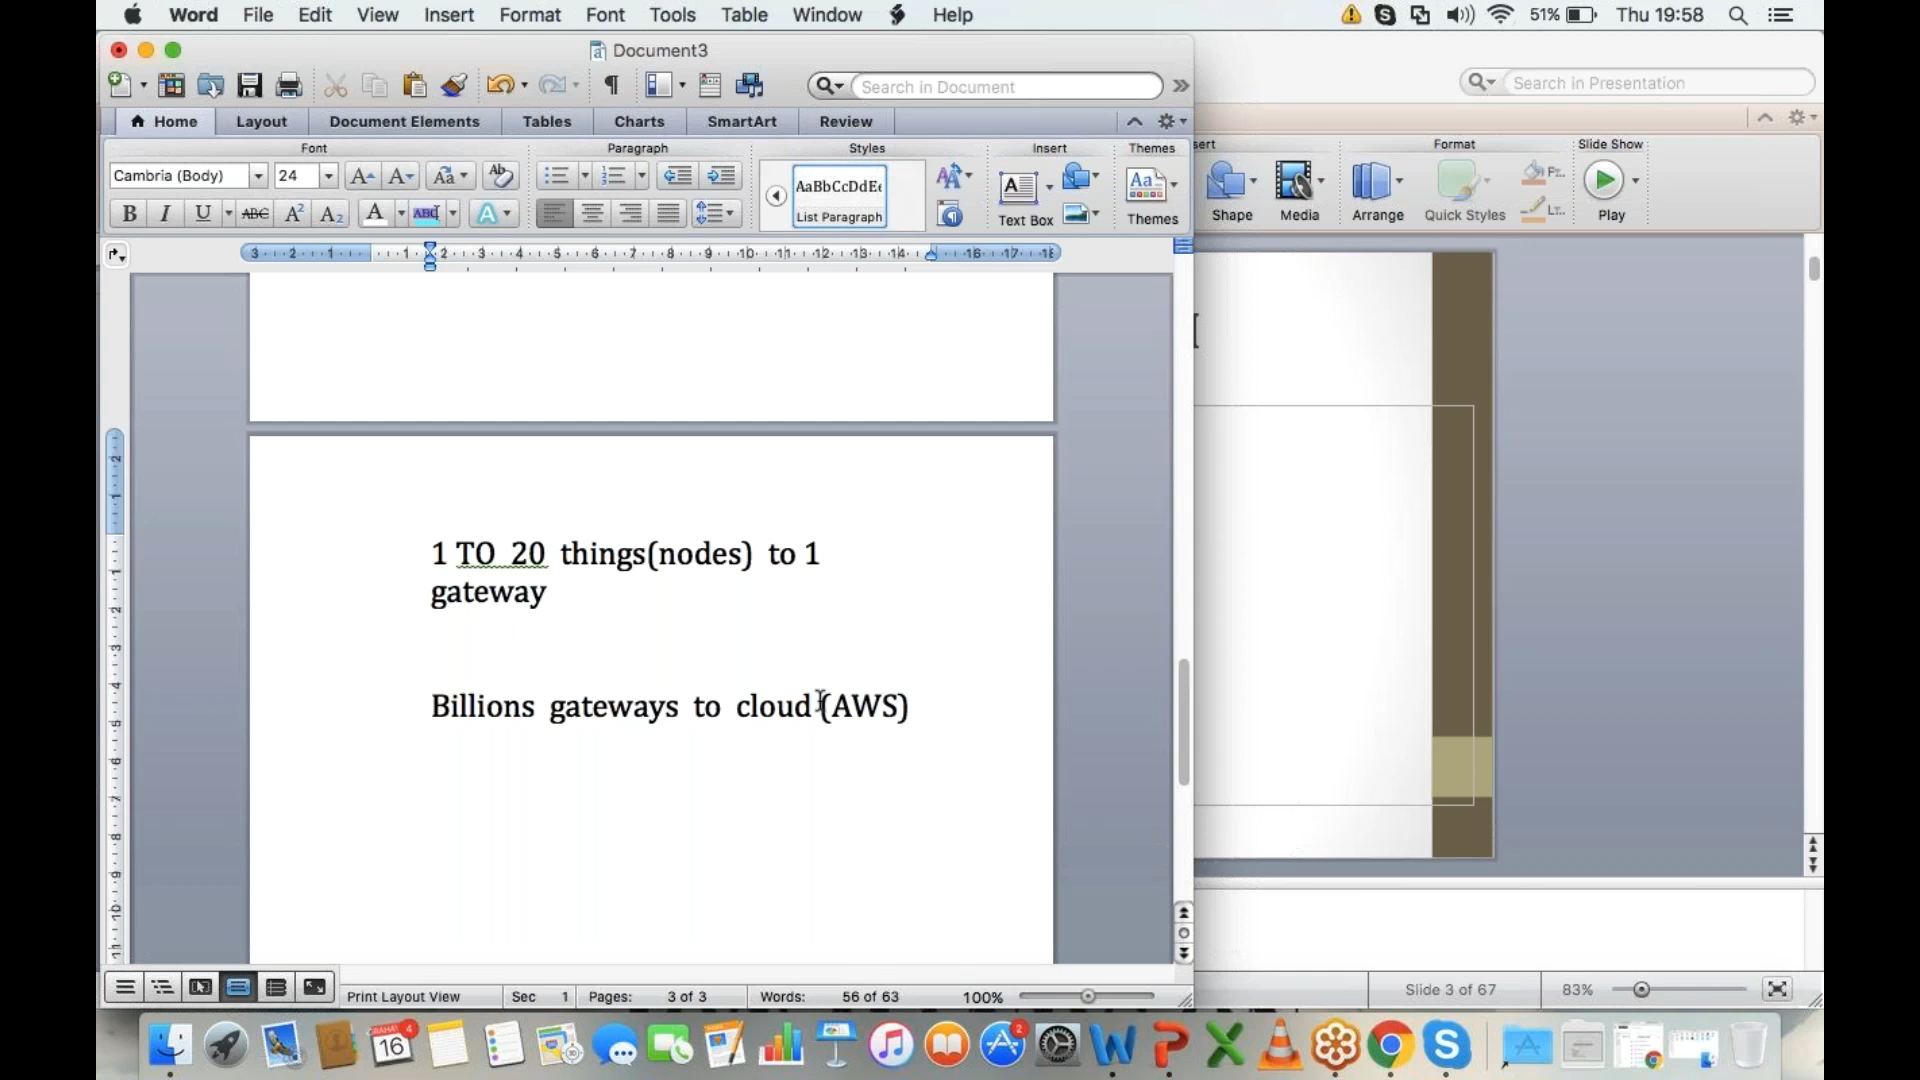 Word File Edit View Insert Format Font Tools Table Window Help 51% Thu 19:58
Document3
Search in Document
Search in Presentation
Home Layout Document Elements Tables Charts SmartArt Review
Font Paragraph Styles Insert Themes
Format Slide Show
Cambria (Body) 24
AaBbCcDdEe
List Paragraph
Text Box Themes
Shape Media Arrange Quick Styles Play
1 TO 20 things(nodes) to 1
gateway
Billions gateways to cloud (AWS)
Print Layout View Sec 1 Pages: 3 of 3 Words: 56 of 63 100%
Slide 3 of 67 83%
16